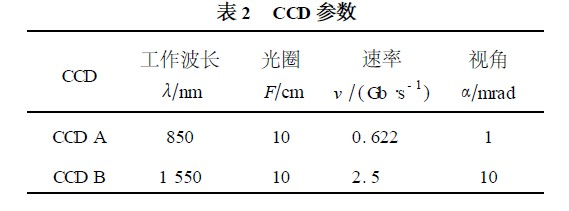 表 2 CCD 参数
CCD 工作波长 光圈 速率 视角
λ/nm F/cm v /(Gb ·s⁻¹) α/mrad
CCD A 850 10 0.622 1
CCD B 1 550 10 2.5 10